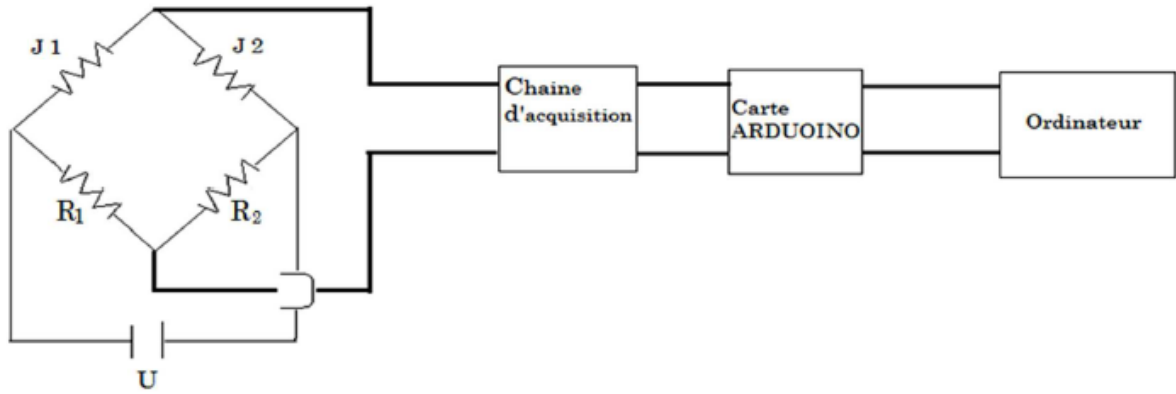 J 1
J 2
R1
R2
U
Chaine
d'acquisition
Carte
ARDUOINO
Ordinateur